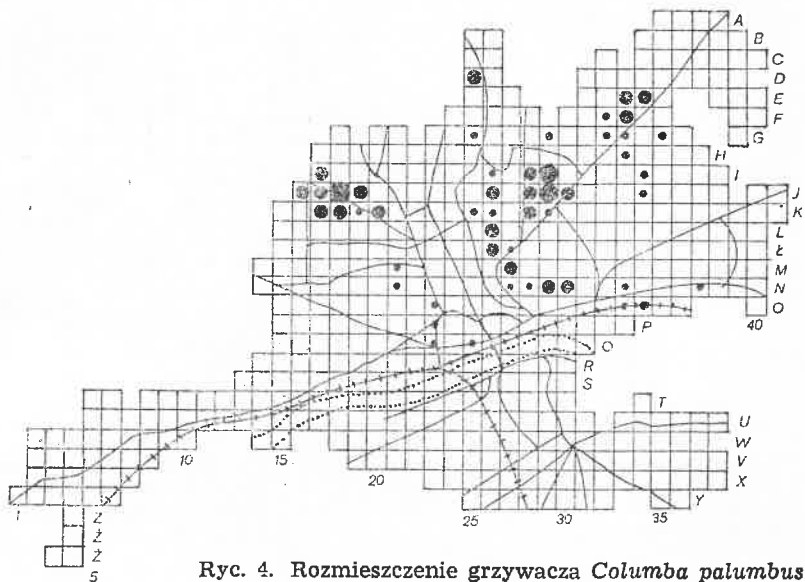 A
B
C
D
E
F
G
H
I
J
K
L
Ł
M
N
O
40
P
O
R
S
T
U
W
V
X
Y
10
15
20
25
30
35
1
Z
Ż
Ź
5
Ryc. 4. Rozmieszczenie grzywacza Columba palumbus